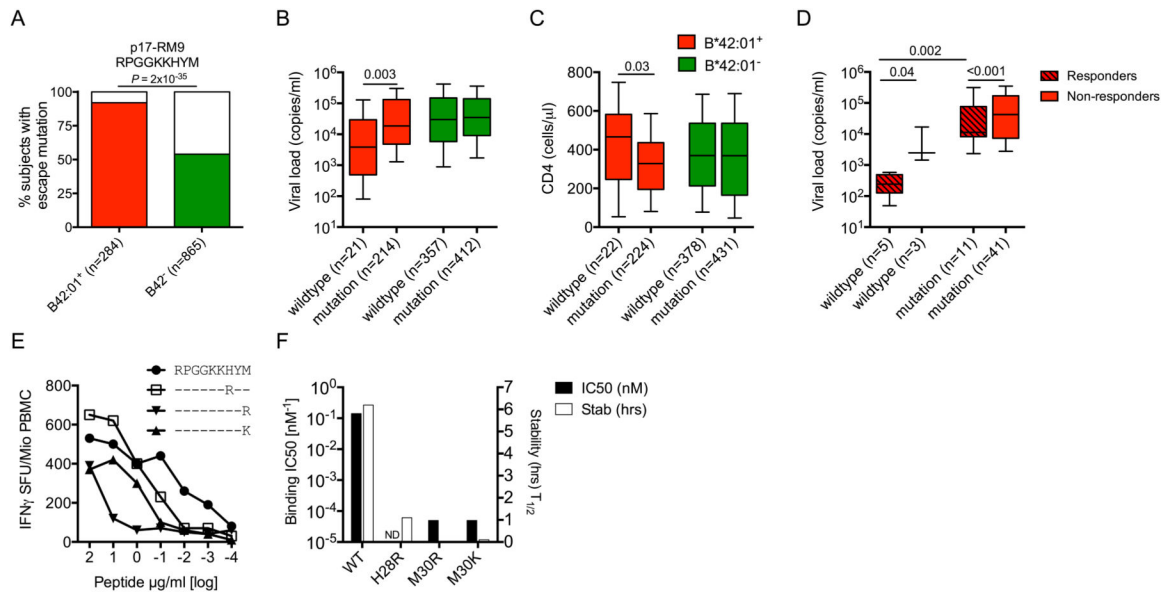 A
p17-RM9
RPGGKKHYM
P = 2x10-35
% subjects with
escape mutation
100
75
50
25
0
B42:01+ (n=284)
B42- (n=865)
B
Viral load (copies/ml)
106
105
104
103
102
101
0.003
wildtype (n=21)
mutation (n=214)
wildtype (n=357)
mutation (n=412)
C
B*42:01+
B*42:01-
CD4 (cells/µl)
800
600
400
200
0
0.03
wildtype (n=22)
mutation (n=224)
wildtype (n=378)
mutation (n=431)
D
Viral load (copies/ml)
106
105
104
103
102
101
0.002
0.04
<0.001
Responders
Non-responders
wildtype (n=5)
wildtype (n=3)
mutation (n=11)
mutation (n=41)
E
IFNγ SFU/Mio PBMC
800
600
400
200
0
RPGGKKHYM
------R--
--------R
--------K
2 1 0 -1 -2 -3 -4
Peptide µg/ml [log]
F
Binding IC50 [nM-1]
100
10-1
10-2
10-3
10-4
10-5
ND
WT
H28R
M30R
M30K
7
6
5
4
3
2
1
0
Stability (hrs) T1/2
IC50 (nM)
Stab (hrs)